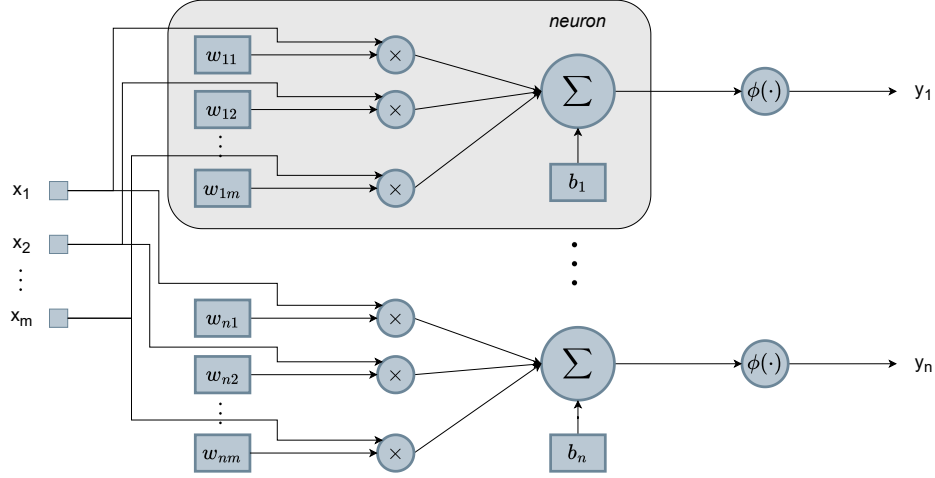 neuron
w₁₁
×
w₁₂
×
⋮
w₁ₘ
×
∑
b₁
ϕ(·)
y₁
x₁
x₂
⋮
xₘ
⋮
wₙ₁
×
wₙ₂
×
⋮
wₙₘ
×
∑
bₙ
ϕ(·)
yₙ